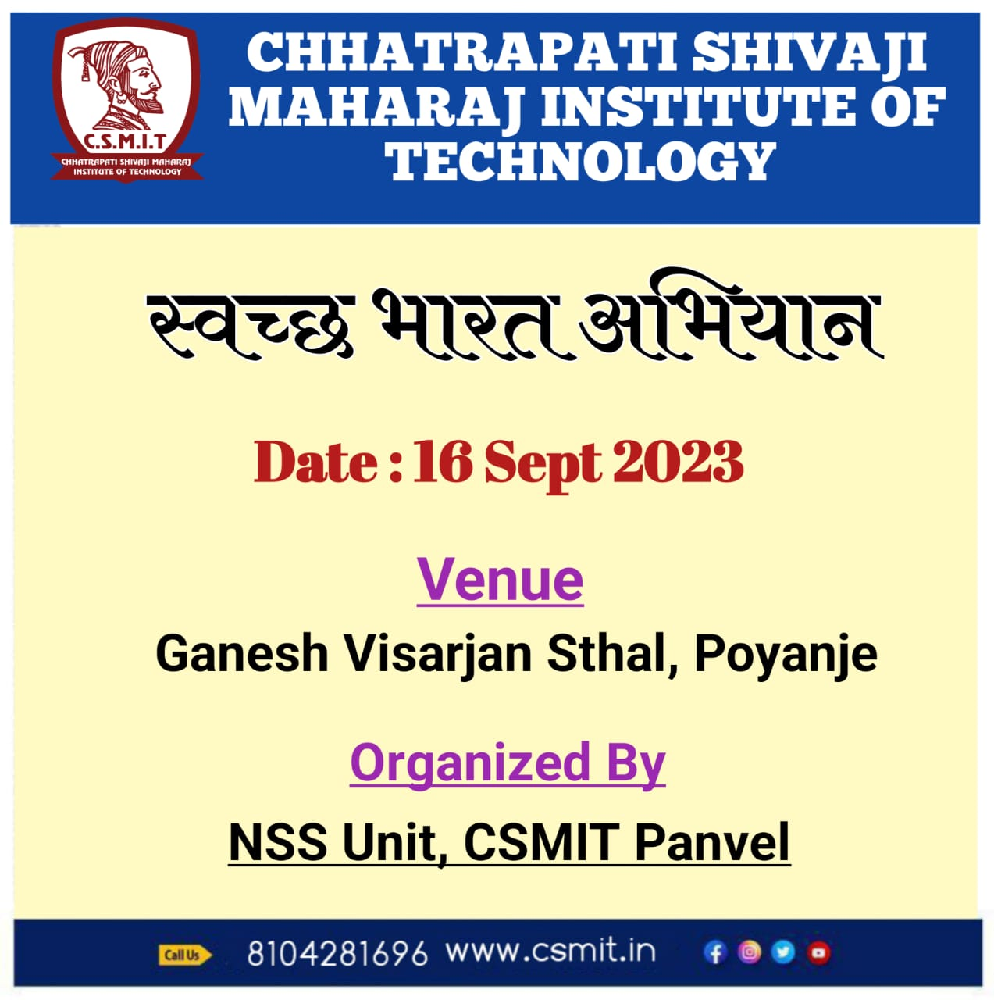 C.S.M.I.T
CHHATRAPATI SHIVAJI MAHARAJ
INSTITUTE OF TECHNOLOGY
CHHATRAPATI SHIVAJI
MAHARAJ INSTITUTE OF
TECHNOLOGY
स्वच्छ भारत अभियान
Date : 16 Sept 2023
Venue
Ganesh Visarjan Sthal, Poyanje
Organized By
NSS Unit, CSMIT Panvel
Call Us 8104281696 www.csmit.in